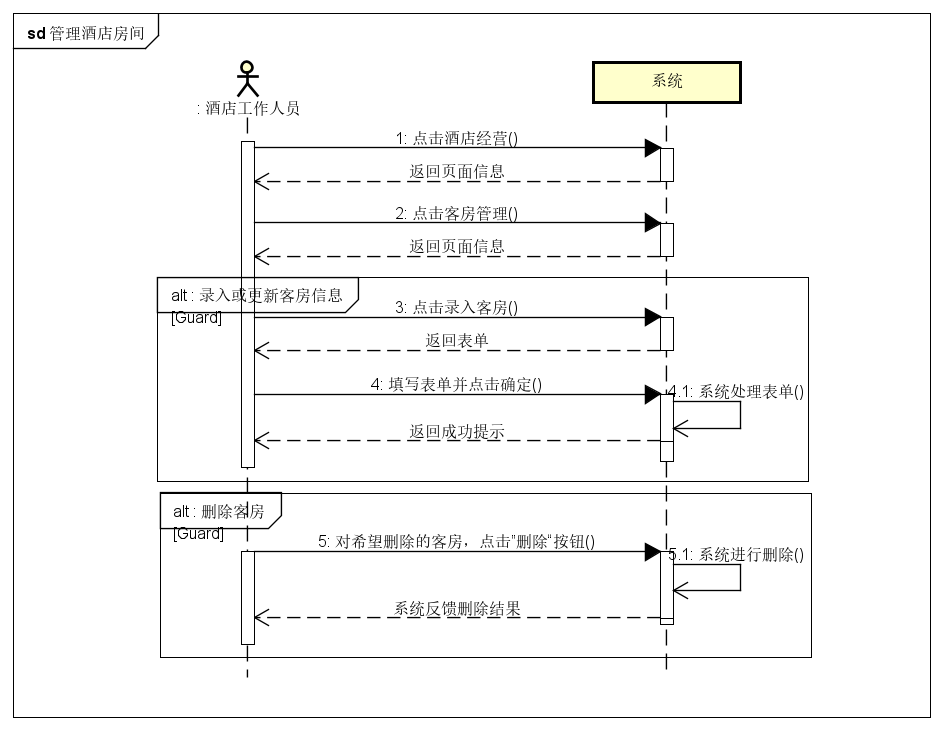 sd 管理酒店房间
: 酒店工作人员
系统
1: 点击酒店经营()
返回页面信息
2: 点击客房管理()
返回页面信息
alt : 录入或更新客房信息
[Guard]
3: 点击录入客房()
返回表单
4: 填写表单并点击确定()
4.1: 系统处理表单()
返回成功提示
alt : 删除客房
[Guard]
5: 对希望删除的客房，点击”删除“按钮()
5.1: 系统进行删除()
系统反馈删除结果